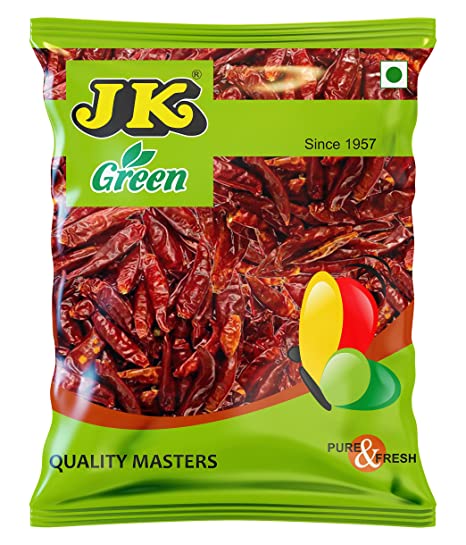 JK®
Since 1957
Green
QUALITY MASTERS
PURE & FRESH